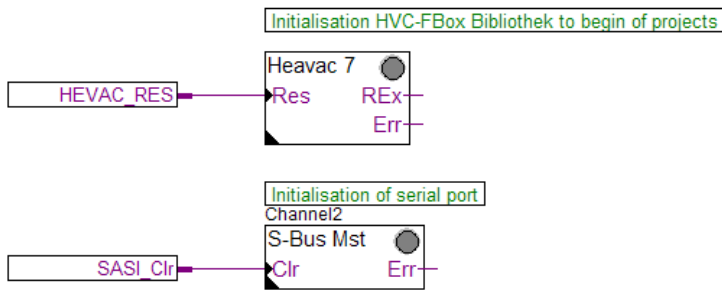 Initialisation HVC-FBox Bibliothek to begin of projects
Heavac 7
HEVAC_RES Res REx
Err
Initialisation of serial port
Channel2
S-Bus Mst
SASI_Clr Clr Err